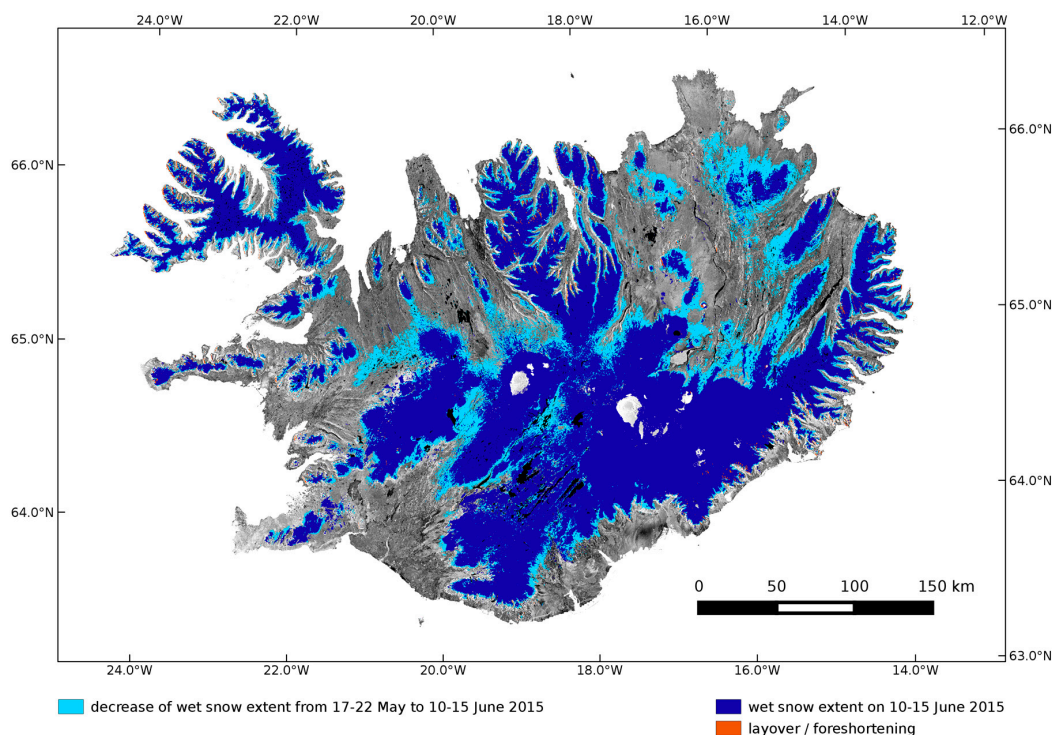 24.0°W 22.0°W 20.0°W 18.0°W 16.0°W 14.0°W 12.0°W
66.0°N
66.0°N
65.0°N
65.0°N
64.0°N
64.0°N
0 50 100 150 km
63.0°N
24.0°W 22.0°W 20.0°W 18.0°W 16.0°W 14.0°W
decrease of wet snow extent from 17-22 May to 10-15 June 2015
wet snow extent on 10-15 June 2015
layover / foreshortening